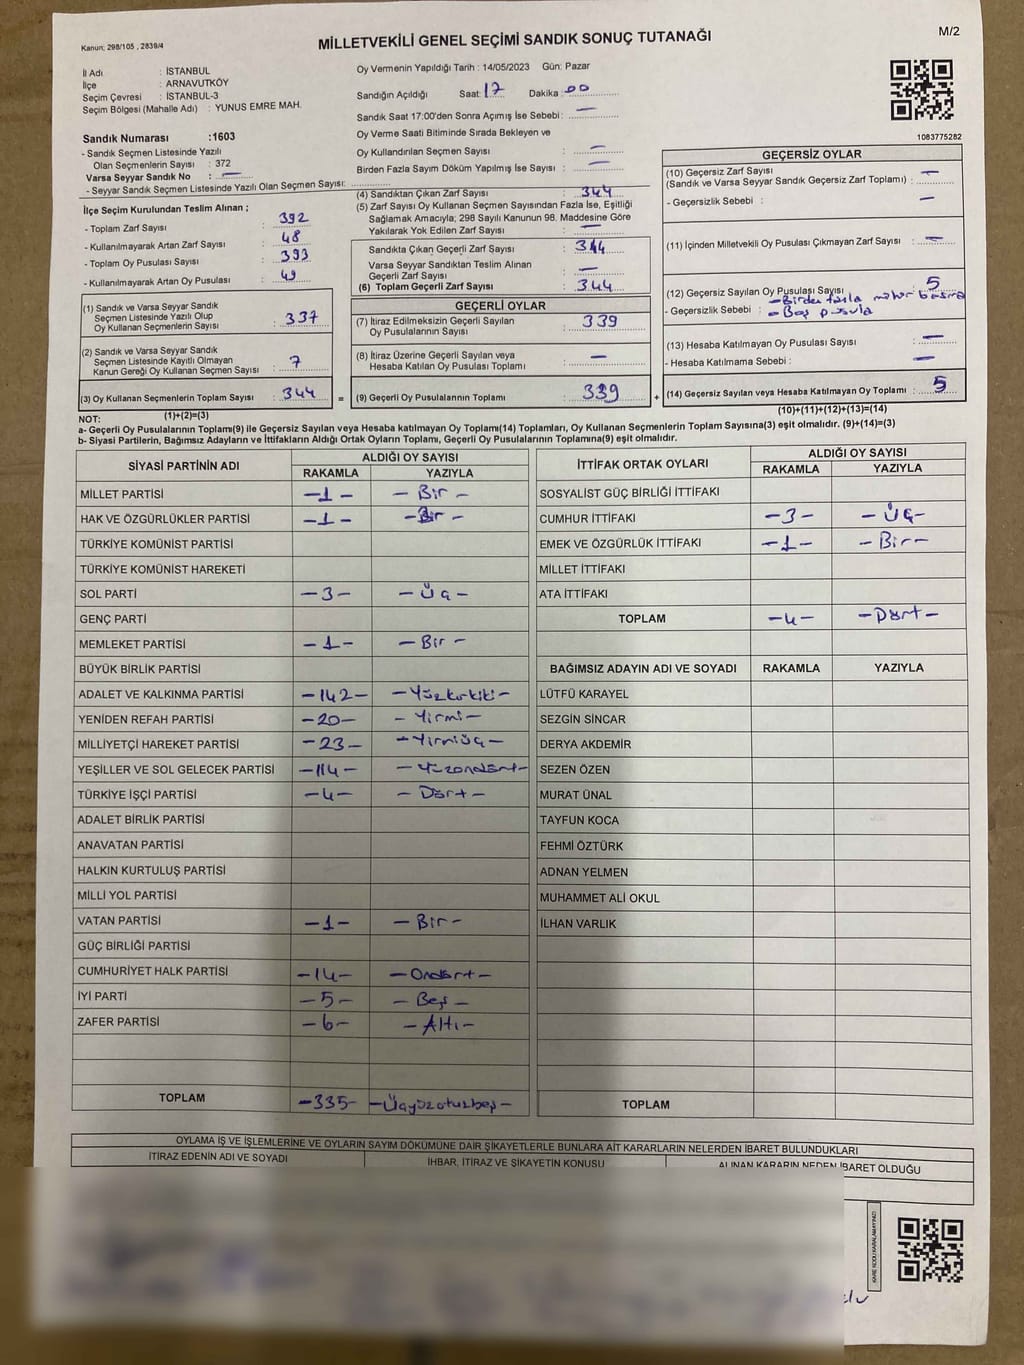 Kanun; 298/105 , 2839/4
MİLLETVEKİLİ GENEL SEÇİMİ SANDIK SONUÇ TUTANAĞI
M/2
İl Adı : İSTANBUL
İlçe : ARNAVUTKÖY
Seçim Çevresi : İSTANBUL-3
Seçim Bölgesi (Mahalle Adı) : YUNUS EMRE MAH.
Sandık Numarası :1603
- Sandık Seçmen Listesinde Yazılı
Olan Seçmenlerin Sayısı : 372
Varsa Seyyar Sandık No : —
- Seyyar Sandık Seçmen Listesinde Yazılı Olan Seçmen Sayısı:
Oy Vermenin Yapıldığı Tarih : 14/05/2023 Gün: Pazar
Sandığın Açıldığı Saat: 17 Dakika 00
Sandık Saat 17:00'den Sonra Açımış İse Sebebi: —
Oy Verme Saati Bitiminde Sırada Bekleyen ve
Oy Kullandırılan Seçmen Sayısı : —
Birden Fazla Sayım Döküm Yapılmış İse Sayısı : —
1083775282
İlçe Seçim Kurulundan Teslim Alınan ;
- Toplam Zarf Sayısı : 392
- Kullanılmayarak Artan Zarf Sayısı : 48
- Toplam Oy Pusulası Sayısı : 393
- Kullanılmayarak Artan Oy Pusulası : 49
(1) Sandık ve Varsa Seyyar Sandık
Seçmen Listesinde Yazılı Olup
Oy Kullanan Seçmenlerin Sayısı : 337
(2) Sandık ve Varsa Seyyar Sandık
Seçmen Listesinde Kayıtlı Olmayan
Kanun Gereği Oy Kullanan Seçmen Sayısı : 7
(3) Oy Kullanan Seçmenlerin Toplam Sayısı : 344 =
(1)+(2)=(3)
(4) Sandıktan Çıkan Zarf Sayısı : 344
(5) Zarf Sayısı Oy Kullanan Seçmen Sayısından Fazla İse, Eşitliği
Sağlamak Amacıyla; 298 Sayılı Kanunun 98. Maddesine Göre
Yakılarak Yok Edilen Zarf Sayısı : —
Sandıkta Çıkan Geçerli Zarf Sayısı : 344
Varsa Seyyar Sandıktan Teslim Alınan
Geçerli Zarf Sayısı : —
(6) Toplam Geçerli Zarf Sayısı : 344
GEÇERLİ OYLAR
(7) İtiraz Edilmeksizin Geçerli Sayılan
Oy Pusulalarının Sayısı : 339
(8) İtiraz Üzerine Geçerli Sayılan veya
Hesaba Katılan Oy Pusulası Toplamı : —
(9) Geçerli Oy Pusulalarının Toplamı : 339 +
GEÇERSİZ OYLAR
(10) Geçersiz Zarf Sayısı
(Sandık ve Varsa Seyyar Sandık Geçersiz Zarf Toplamı) : —
- Geçersizlik Sebebi : —
(11) İçinden Milletvekili Oy Pusulası Çıkmayan Zarf Sayısı : —
(12) Geçersiz Sayılan Oy Pusulası Sayısı : 5
- Geçersizlik Sebebi : - Birden fazla mühür basma
- Boş pusula
(13) Hesaba Katılmayan Oy Pusulası Sayısı : —
- Hesaba Katılmama Sebebi : —
(14) Geçersiz Sayılan veya Hesaba Katılmayan Oy Toplamı : 5
(10)+(11)+(12)+(13)=(14)
NOT:
a- Geçerli Oy Pusulalarının Toplamı(9) ile Geçersiz Sayılan veya Hesaba katılmayan Oy Toplamı(14) Toplamları, Oy Kullanan Seçmenlerin Toplam Sayısına(3) eşit olmalıdır. (9)+(14)=(3)
b- Siyasi Partilerin, Bağımsız Adayların ve İttifakların Aldığı Ortak Oyların Toplamı, Geçerli Oy Pusulalarının Toplamına(9) eşit olmalıdır.
SİYASİ PARTİNİN ADI ALDIĞI OY SAYISI
RAKAMLA YAZIYLA
MİLLET PARTİSİ -1- - Bir -
HAK VE ÖZGÜRLÜKLER PARTİSİ -1- -Bir -
TÜRKİYE KOMÜNİST PARTİSİ
TÜRKİYE KOMÜNİST HAREKETİ
SOL PARTİ -3- - Üç -
GENÇ PARTİ
MEMLEKET PARTİSİ -1- - Bir -
BÜYÜK BİRLİK PARTİSİ
ADALET VE KALKINMA PARTİSİ -142- -Yüzkırkiki-
YENİDEN REFAH PARTİSİ -20- - Yirmi-
MİLLİYETÇİ HAREKET PARTİSİ -23- -Yirmiüç-
YEŞİLLER VE SOL GELECEK PARTİSİ -114- -Yüzondört-
TÜRKİYE İŞÇİ PARTİSİ -4- - Dört-
ADALET BİRLİK PARTİSİ
ANAVATAN PARTİSİ
HALKIN KURTULUŞ PARTİSİ
MİLLİ YOL PARTİSİ
VATAN PARTİSİ -1- - Bir-
GÜÇ BİRLİĞİ PARTİSİ
CUMHURİYET HALK PARTİSİ -14- -Ondört-
İYİ PARTİ -5- - Beş -
ZAFER PARTİSİ -6- - Altı-
TOPLAM -335- -Üçyüzotuzbeş-
İTTİFAK ORTAK OYLARI ALDIĞI OY SAYISI
RAKAMLA YAZIYLA
SOSYALİST GÜÇ BİRLİĞİ İTTİFAKI
CUMHUR İTTİFAKI -3- - Üç-
EMEK VE ÖZGÜRLÜK İTTİFAKI -1- - Bir-
MİLLET İTTİFAKI
ATA İTTİFAKI
TOPLAM -4- -Dört-
BAĞIMSIZ ADAYIN ADI VE SOYADI RAKAMLA YAZIYLA
LÜTFÜ KARAYEL
SEZGİN SİNCAR
DERYA AKDEMİR
SEZEN ÖZEN
MURAT ÜNAL
TAYFUN KOCA
FEHMİ ÖZTÜRK
ADNAN YELMEN
MUHAMMET ALİ OKUL
İLHAN VARLIK
TOPLAM
OYLAMA İŞ VE İŞLEMLERİNE VE OYLARIN SAYIM DÖKÜMÜNE DAİR ŞİKAYETLERLE BUNLARA AİT KARARLARIN NELERDEN İBARET BULUNDUKLARI
İTİRAZ EDENİN ADI VE SOYADI İHBAR, İTİRAZ VE ŞİKAYETİN KONUSU ALINAN KARARIN NEDEN İBARET OLDUĞU
KARE KODU KARALAMAYINIZ!